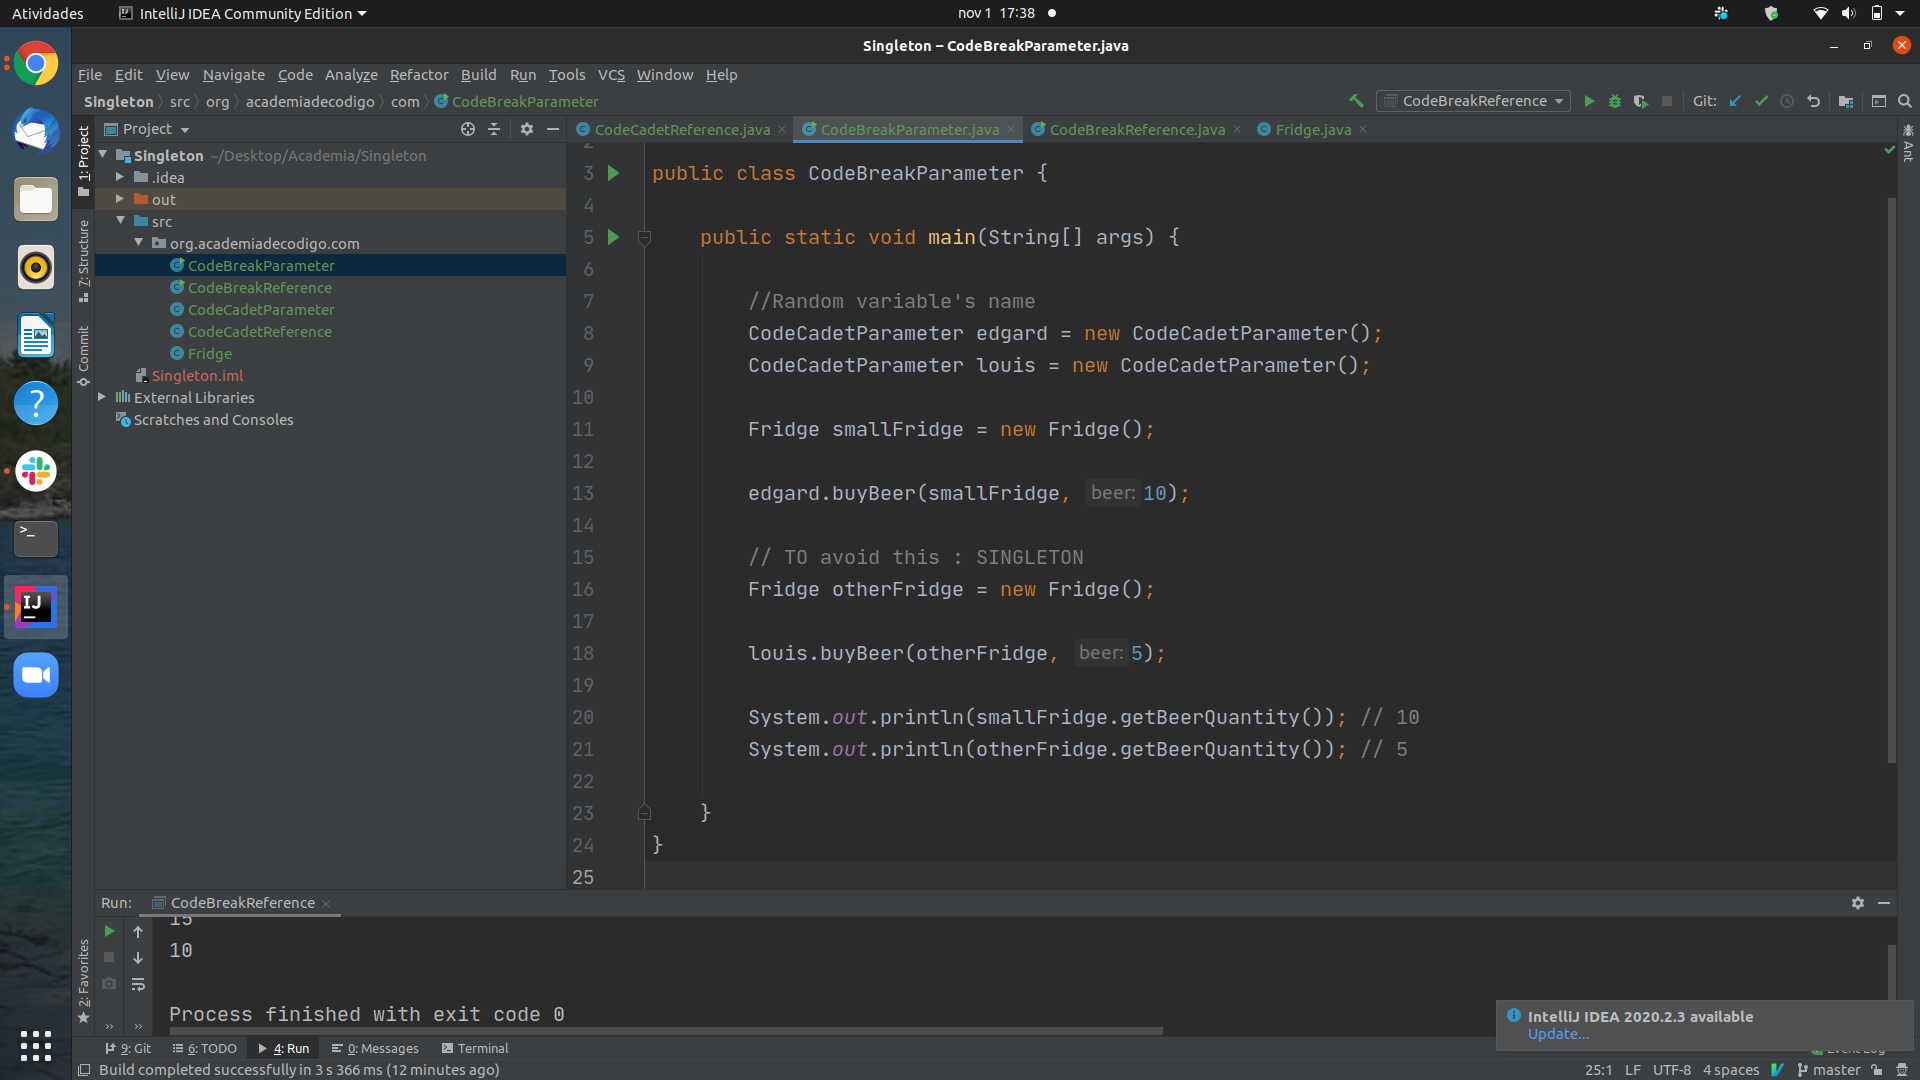 Atividades
IntelliJ IDEA Community Edition
nov 1 17:38
Singleton – CodeBreakParameter.java
File Edit View Navigate Code Analyze Refactor Build Run Tools VCS Window Help
Singleton src org academiadecodigo com CodeBreakParameter
CodeBreakReference
Git:
1: Project
7: Structure
Commit
2: Favorites
Project
Singleton ~/Desktop/Academia/Singleton
.idea
out
src
org.academiadecodigo.com
CodeBreakParameter
CodeBreakReference
CodeCadetParameter
CodeCadetReference
Fridge
Singleton.iml
External Libraries
Scratches and Consoles
CodeCadetReference.java
CodeBreakParameter.java
CodeBreakReference.java
Fridge.java
Ant
3 public class CodeBreakParameter {
4
5 public static void main(String[] args) {
6
7 //Random variable's name
8 CodeCadetParameter edgard = new CodeCadetParameter();
9 CodeCadetParameter louis = new CodeCadetParameter();
10
11 Fridge smallFridge = new Fridge();
12
13 edgard.buyBeer(smallFridge, beer: 10);
14
15 // TO avoid this : SINGLETON
16 Fridge otherFridge = new Fridge();
17
18 louis.buyBeer(otherFridge, beer: 5);
19
20 System.out.println(smallFridge.getBeerQuantity()); // 10
21 System.out.println(otherFridge.getBeerQuantity()); // 5
22
23 }
24 }
25
Run: CodeBreakReference
15
10
Process finished with exit code 0
IntelliJ IDEA 2020.2.3 available
Update...
9: Git 6: TODO 4: Run 0: Messages Terminal
Event Log
Build completed successfully in 3 s 366 ms (12 minutes ago)
25:1 LF UTF-8 4 spaces master